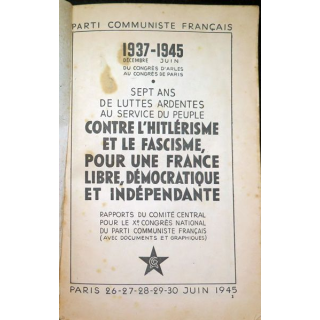 PARTI COMMUNISTE FRANÇAIS
1937-1945
DÉCEMBRE JUIN
DU CONGRÈS D'ARLES
AU CONGRÈS DE PARIS
SEPT ANS
DE LUTTES ARDENTES
AU SERVICE DU PEUPLE
CONTRE L'HITLÉRISME
ET LE FASCISME,
POUR UNE FRANCE
LIBRE, DÉMOCRATIQUE
ET INDÉPENDANTE
RAPPORTS DU COMITÉ CENTRAL
POUR LE Xe CONGRÈS NATIONAL
DU PARTI COMMUNISTE FRANÇAIS
(AVEC DOCUMENTS ET GRAPHIQUES)
PARIS 26-27-28-29-30 JUIN 1945
1